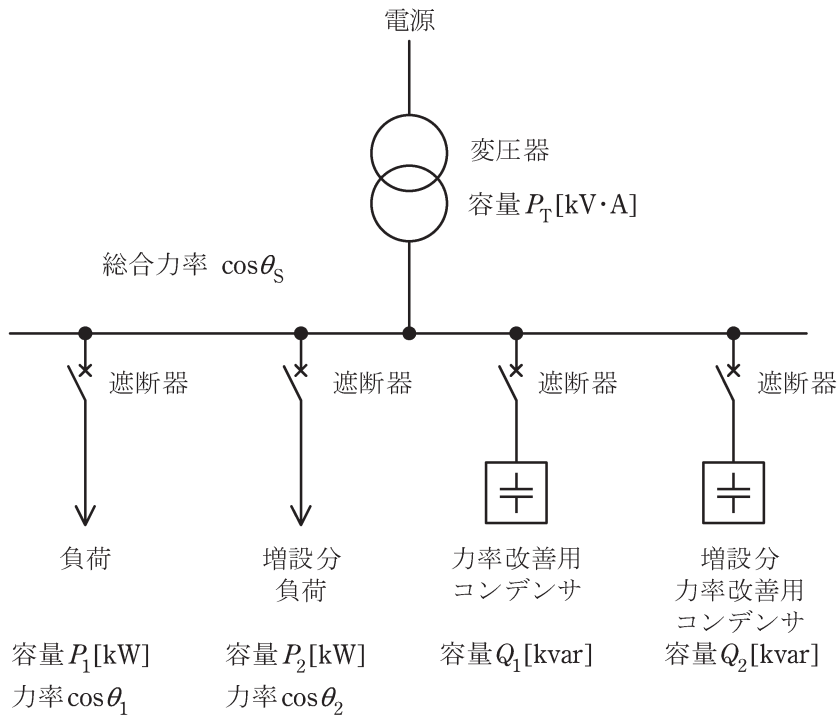 電源
変圧器
容量 P_T[kV·A]
総合力率 cosθ_S
遮断器
遮断器
遮断器
遮断器
負荷
増設分
負荷
力率改善用
コンデンサ
増設分
力率改善用
コンデンサ
容量 P_1[kW]
力率 cosθ_1
容量 P_2[kW]
力率 cosθ_2
容量 Q_1[kvar]
容量 Q_2[kvar]